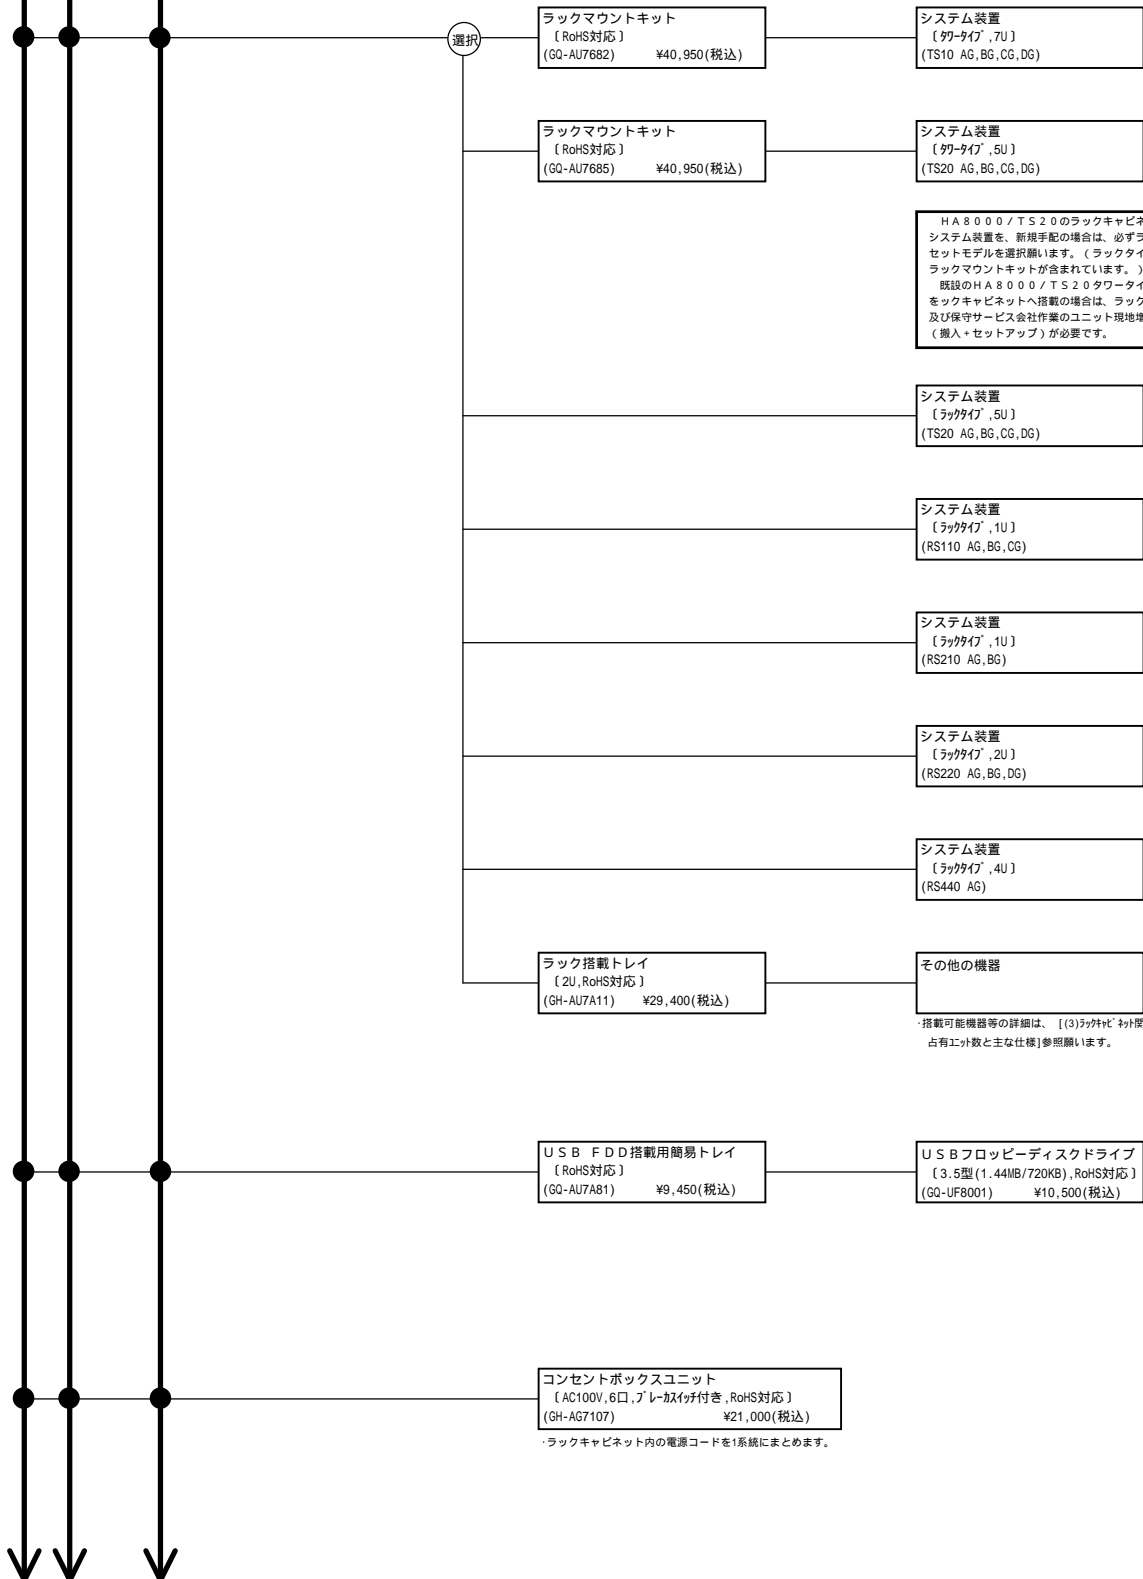 選択
ラックマウントキット
〔RoHS対応〕
(GQ-AU7682) ¥40,950(税込)
システム装置
〔タワータイプ,7U〕
(TS10 AG,BG,CG,DG)
ラックマウントキット
〔RoHS対応〕
(GQ-AU7685) ¥40,950(税込)
システム装置
〔タワータイプ,5U〕
(TS20 AG,BG,CG,DG)
HA8000/TS20のラックキャビネ
システム装置を、新規手配の場合は、必ずラ
セットモデルを選択願います。(ラックタイ
ラックマウントキットが含まれています。)
既設のHA8000/TS20タワータイ
をックキャビネットへ搭載の場合は、ラック
及び保守サービス会社作業のユニット現地増
(搬入+セットアップ)が必要です。
システム装置
〔ラックタイプ,5U〕
(TS20 AG,BG,CG,DG)
システム装置
〔ラックタイプ,1U〕
(RS110 AG,BG,CG)
システム装置
〔ラックタイプ,1U〕
(RS210 AG,BG)
システム装置
〔ラックタイプ,2U〕
(RS220 AG,BG,DG)
システム装置
〔ラックタイプ,4U〕
(RS440 AG)
ラック搭載トレイ
〔2U,RoHS対応〕
(GH-AU7A11) ¥29,400(税込)
その他の機器
・搭載可能機器等の詳細は、 [(3)ラックキャビネット関
占有ユニット数と主な仕様]参照願います。
USB FDD搭載用簡易トレイ
〔RoHS対応〕
(GQ-AU7A81) ¥9,450(税込)
USBフロッピーディスクドライブ
〔3.5型(1.44MB/720KB),RoHS対応〕
(GQ-UF8001) ¥10,500(税込)
コンセントボックスユニット
〔AC100V,6口,ブレーカスイッチ付き,RoHS対応〕
(GH-AG7107) ¥21,000(税込)
・ラックキャビネット内の電源コードを1系統にまとめます。